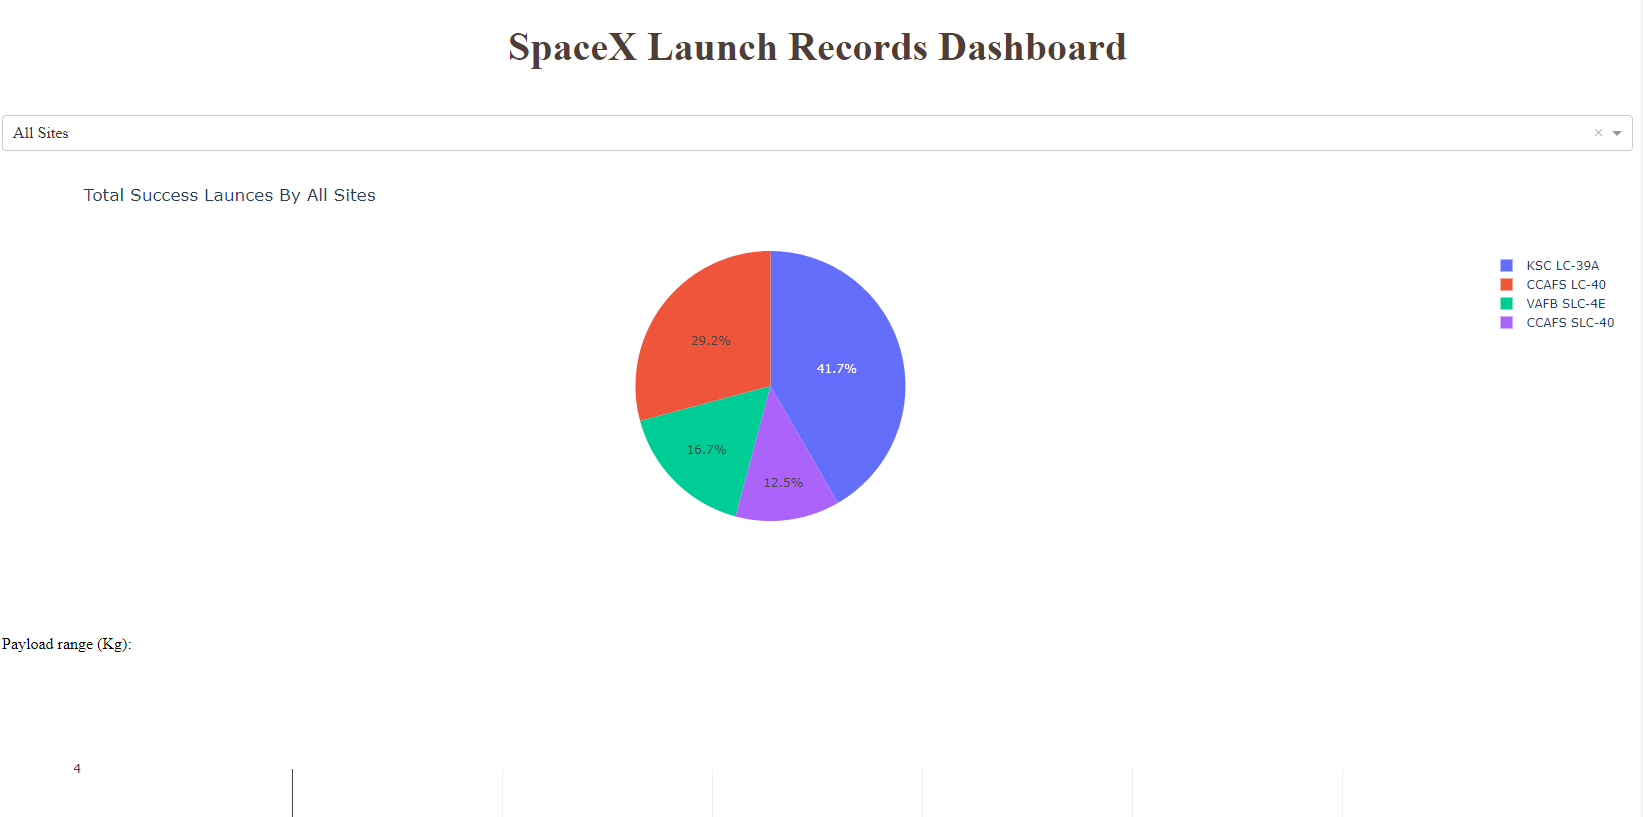 SpaceX Launch Records Dashboard
All Sites
Total Success Launces By All Sites
KSC LC-39A
CCAFS LC-40
VAFB SLC-4E
CCAFS SLC-40
29.2%
41.7%
16.7%
12.5%
Payload range (Kg):
4